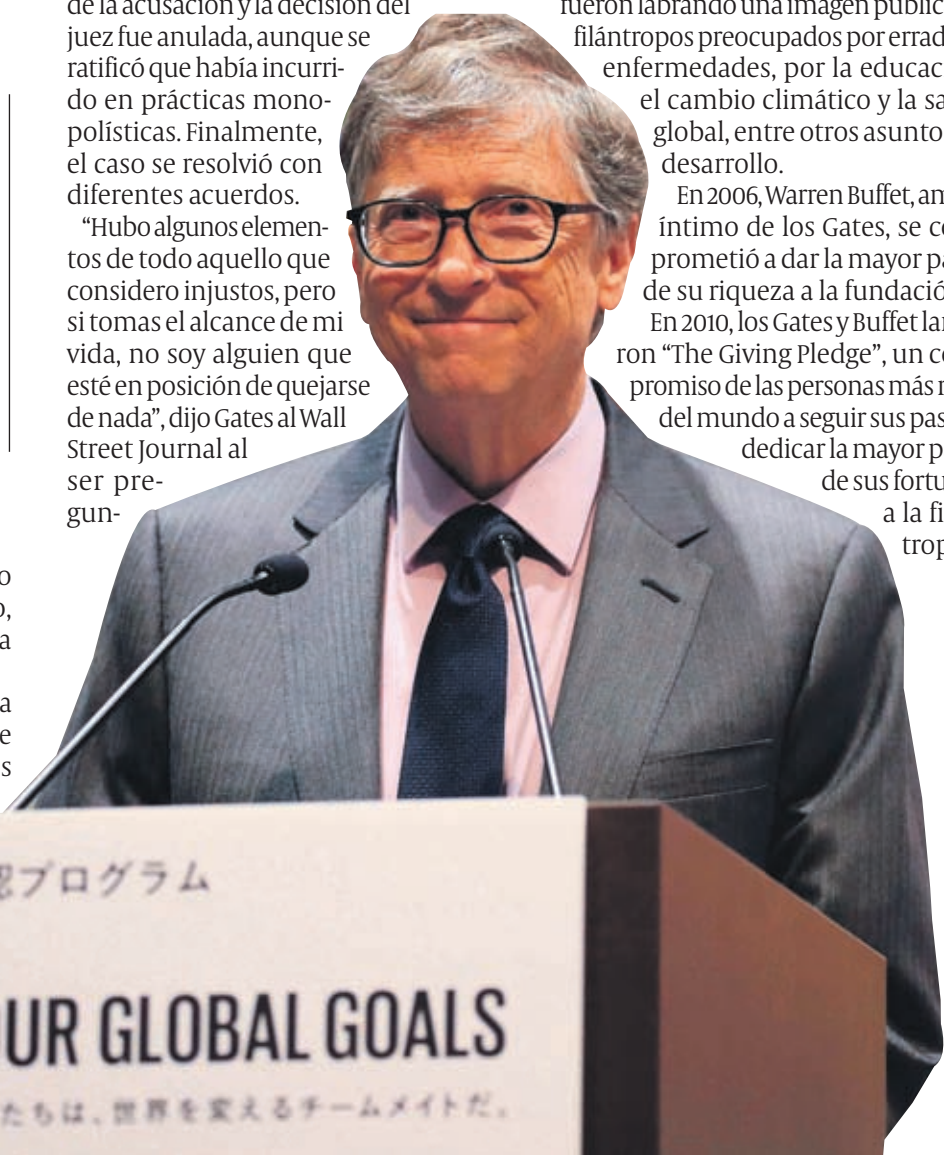 de la acusación y la decisión del
juez fue anulada, aunque se
ratificó que había incurri-
do en prácticas mono-
polísticas. Finalmente,
el caso se resolvió con
diferentes acuerdos.
“Hubo algunos elemen-
tos de todo aquello que
considero injustos, pero
si tomas el alcance de mi
vida, no soy alguien que
esté en posición de quejarse
de nada”, dijo Gates al Wall
Street Journal al
ser pre-
gun-
o
o,
a
a
e
s
fueron labrando una imagen públic
filántropos preocupados por errad
enfermedades, por la educac
el cambio climático y la sa
global, entre otros asunto
desarrollo.
En 2006, Warren Buffet, am
íntimo de los Gates, se co
prometió a dar la mayor pa
de su riqueza a la fundació
En 2010, los Gates y Buffet lan
ron “The Giving Pledge”, un co
promiso de las personas más r
del mundo a seguir sus pas
dedicar la mayor p
de sus fortu
a la fi
trop
プログラム
UR GLOBAL GOALS
たちは、世界を変えるチームメイトだ。